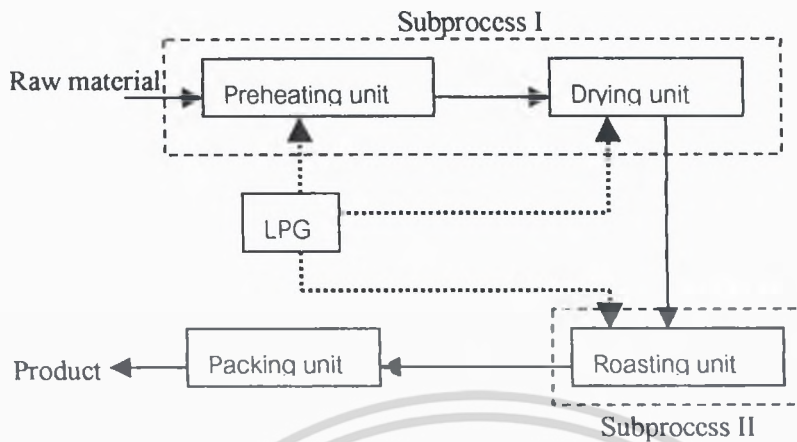 Subprocess I
Raw material
Preheating unit
Drying unit
LPG
Product
Packing unit
Roasting unit
Subprocess II